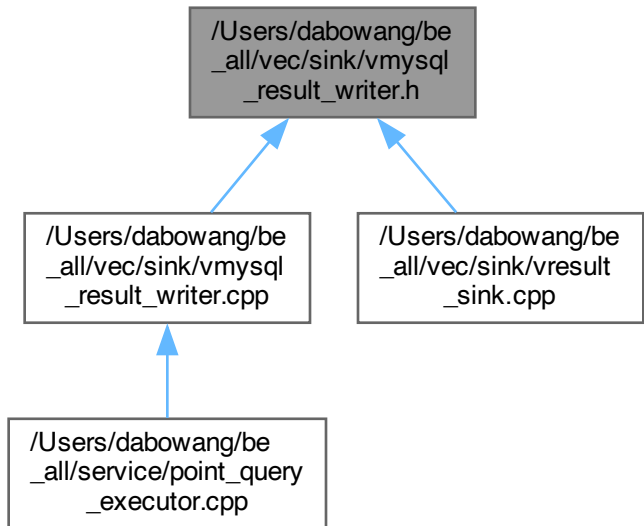 /Users/dabowang/be
_all/vec/sink/vmysql
_result_writer.h
/Users/dabowang/be
_all/vec/sink/vmysql
_result_writer.cpp
/Users/dabowang/be
_all/vec/sink/vresult
_sink.cpp
/Users/dabowang/be
_all/service/point_query
_executor.cpp